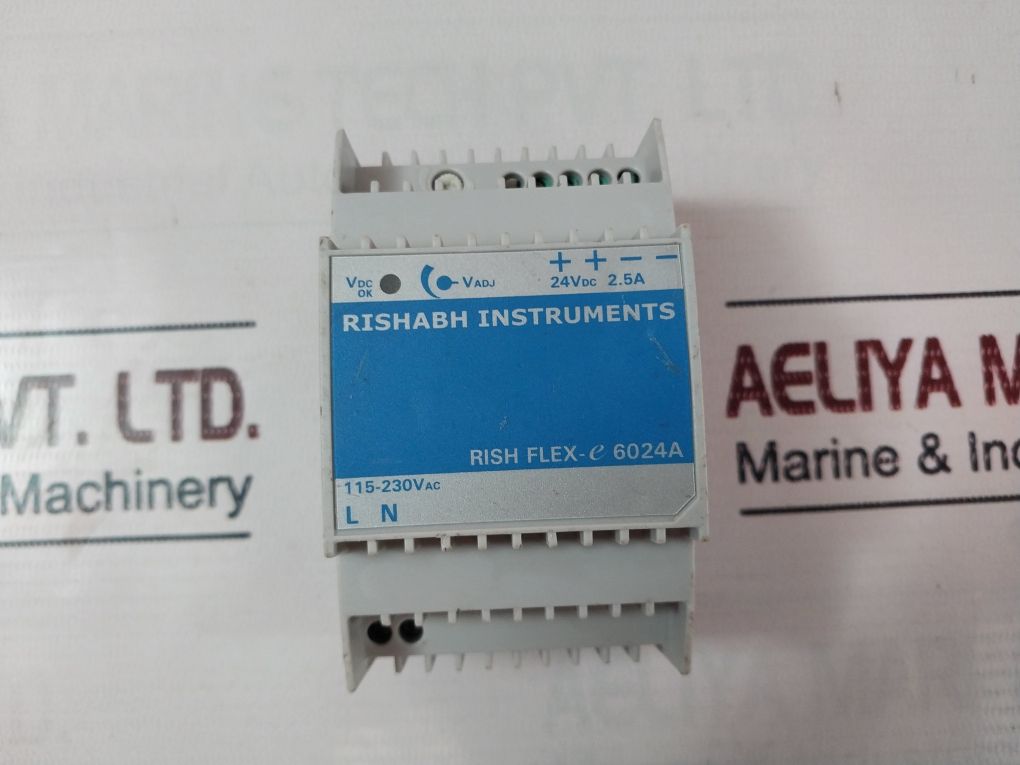 VDC OK
VADJ
+ + − −
24VDC 2.5A
RISHABH INSTRUMENTS
RISH FLEX-e 6024A
115-230VAC
L N
VT. LTD.
Machinery
AELIYA M
Marine & Ind